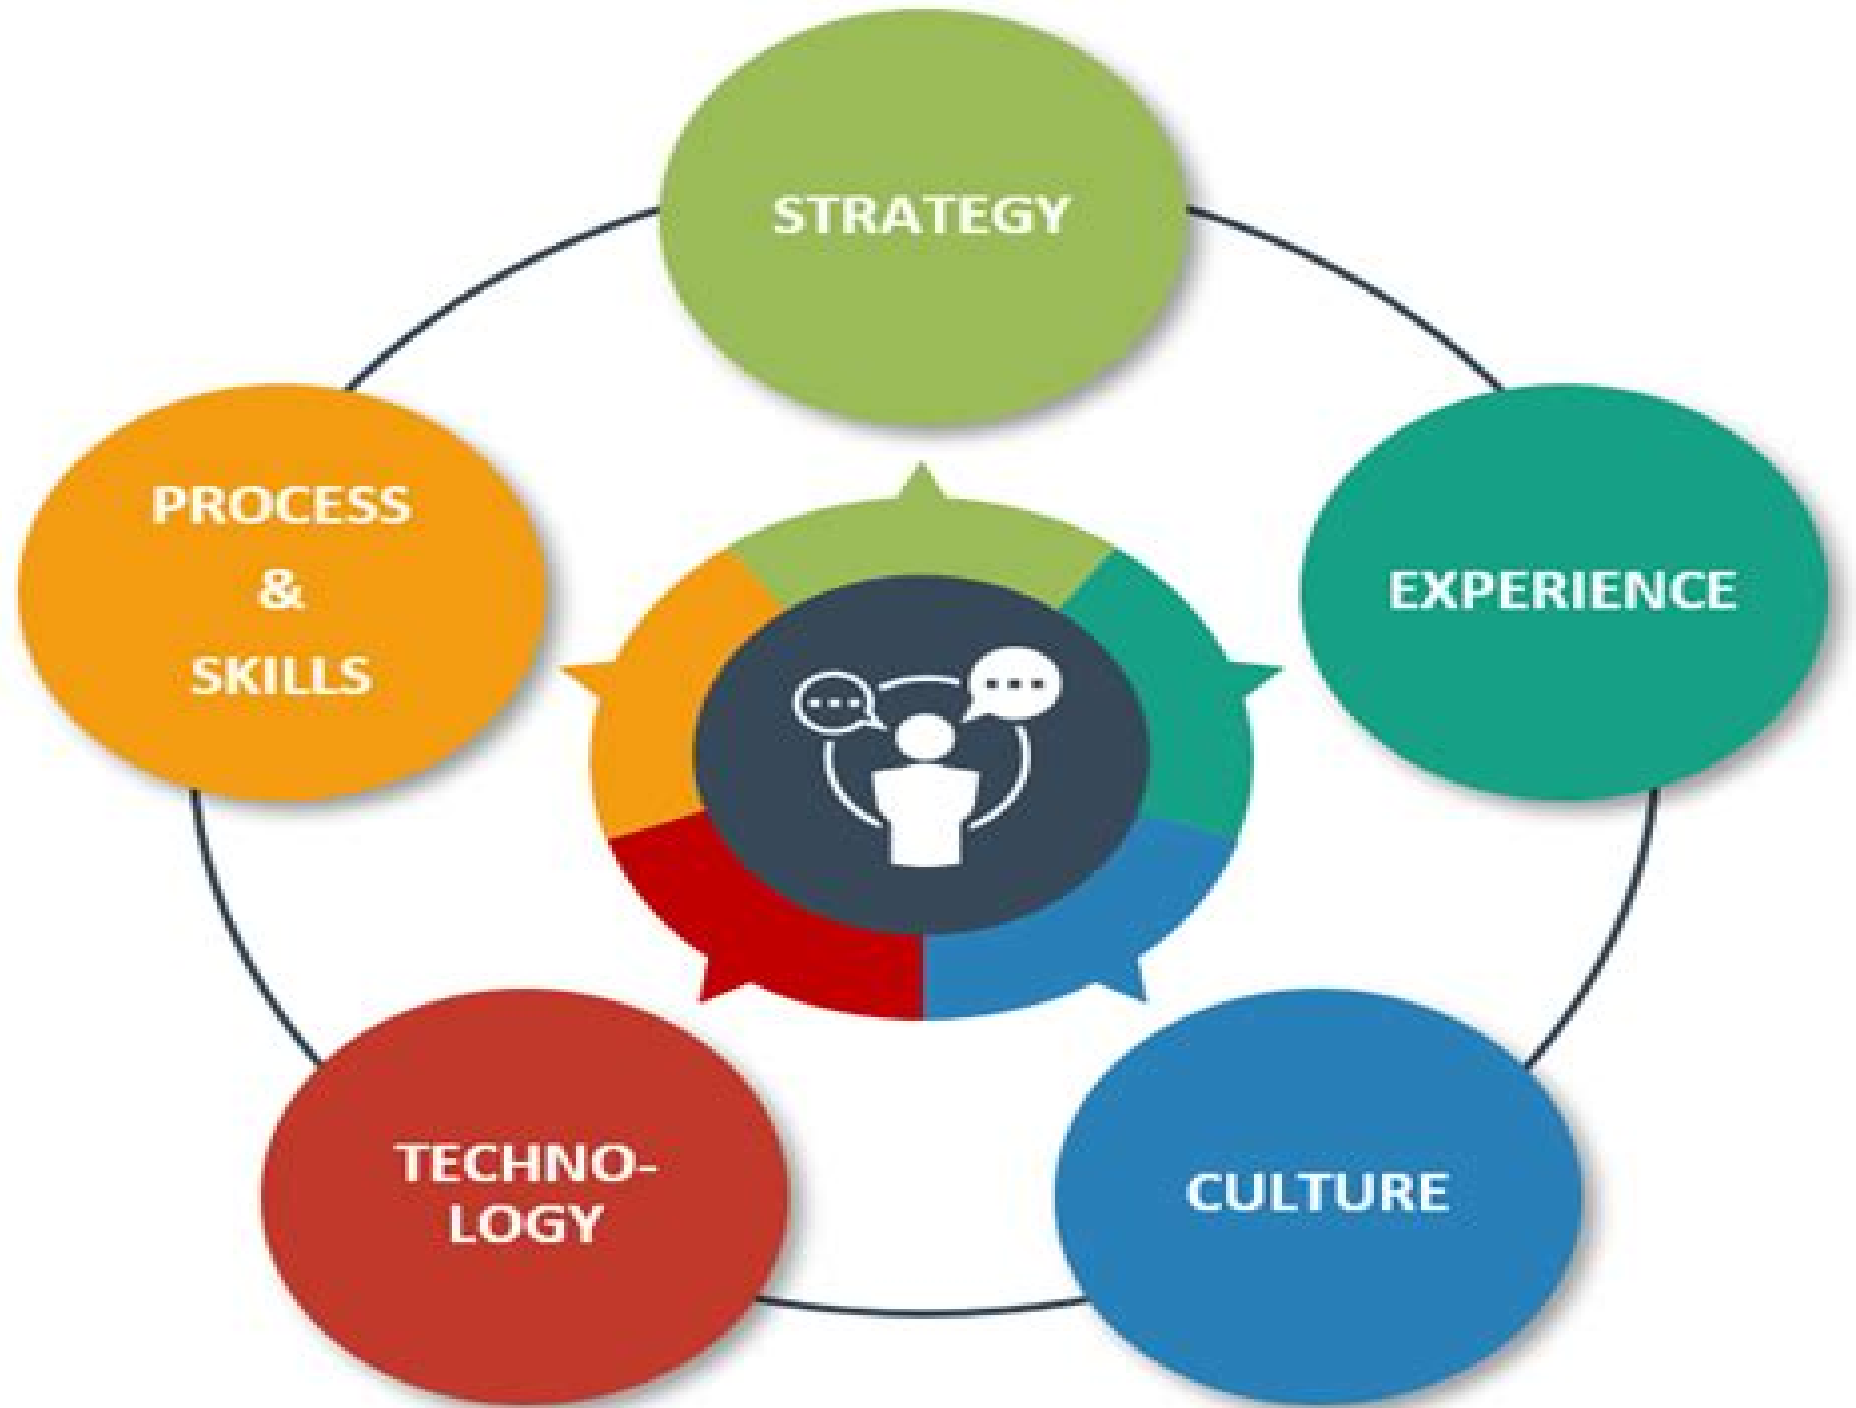 STRATEGY
EXPERIENCE
CULTURE
TECHNO-
LOGY
PROCESS
&
SKILLS